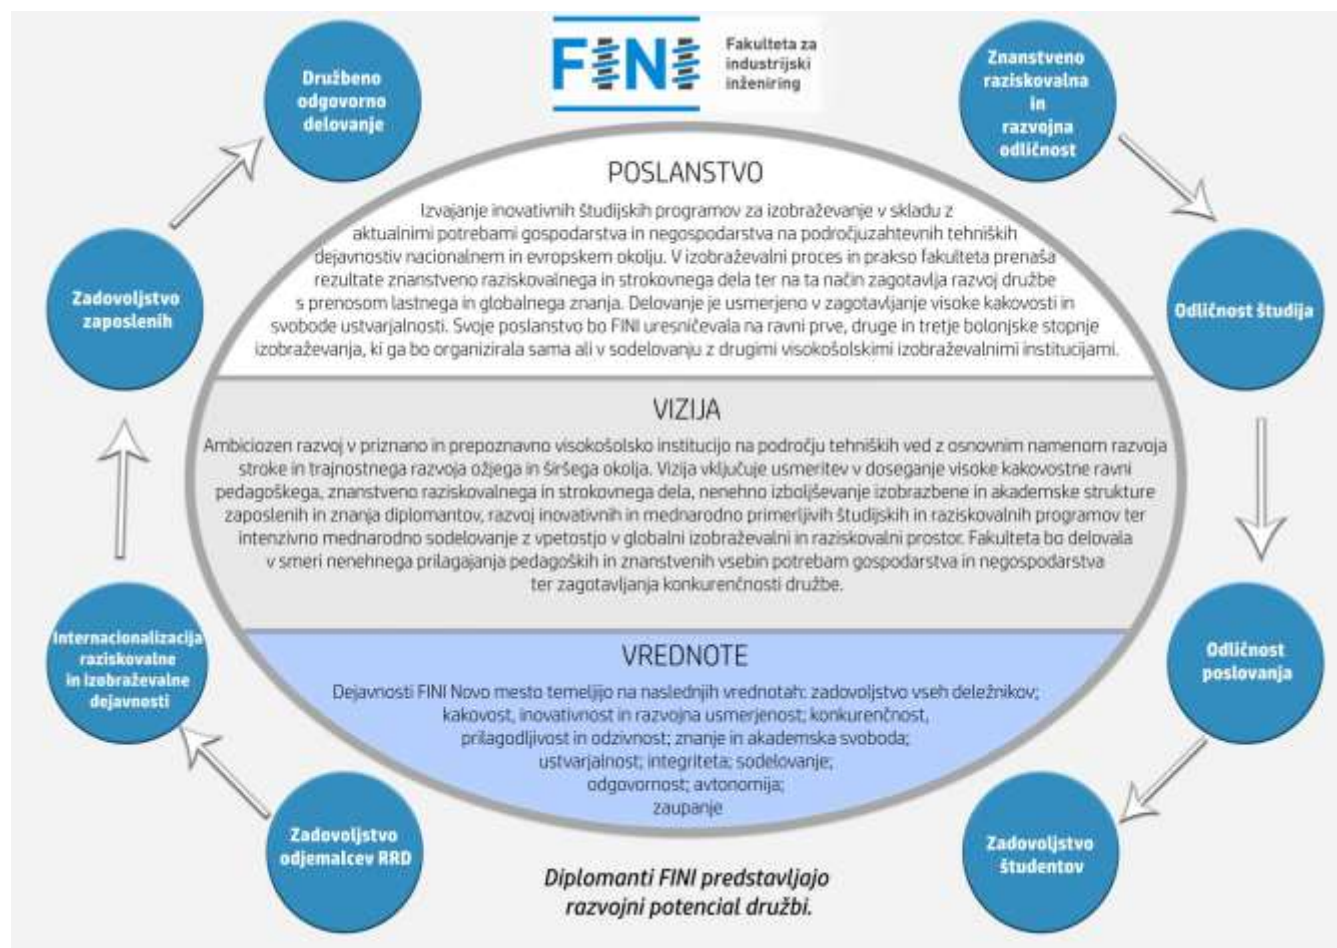 FINI
Fakulteta za
industrijski
inženiring
Družbeno
odgovorno
delovanje
Znanstveno
raziskovalna
in
razvojna
odličnost
Zadovoljstvo
zaposlenih
Odličnost študija
POSLANSTVO
Izvajanje inovativnih študijskih programov za izobraževanje v skladu z
aktualnimi potrebami gospodarstva in negospodarstva na področjuzahtevnih tehniških
dejavnostiv nacionalnem in evropskem okolju. V izobraževalni proces in prakso fakulteta prenaša
rezultate znanstveno raziskovalnega in strokovnega dela ter na ta način zagotavlja razvoj družbe
s prenosom lastnega in globalnega znanja. Delovanje je usmerjeno v zagotavljanje visoke kakovosti in
svobode ustvarjalnosti. Svoje poslanstvo bo FINI uresničevala na ravni prve, druge in tretje bolonjske stopnje
izobraževanja, ki ga bo organizirala sama ali v sodelovanju z drugimi visokošolskimi izobraževalnimi institucijami.
VIZIJA
Ambiciozen razvoj v priznano in prepoznavno visokošolsko institucijo na področju tehniških ved z osnovnim namenom razvoja
stroke in trajnostnega razvoja ožjega in širšega okolja. Vizija vključuje usmeritev v doseganje visoke kakovostne ravni
pedagoškega, znanstveno raziskovalnega in strokovnega dela, nenehno izboljševanje izobrazbene in akademske strukture
zaposlenih in znanja diplomantov, razvoj inovativnih in mednarodno primerljivih študijskih in raziskovalnih programov ter
intenzivno mednarodno sodelovanje z vpetostjo v globalni izobraževalni in raziskovalni prostor. Fakulteta bo delovala
v smeri nenehnega prilagajanja pedagoških in znanstvenih vsebin potrebam gospodarstva in negospodarstva
ter zagotavljanja konkurenčnosti družbe.
Internacionalizacija
raziskovalne
in izobraževalne
dejavnosti
Odličnost
poslovanja
VREDNOTE
Dejavnosti FINI Novo mesto temeljijo na naslednjih vrednotah: zadovoljstvo vseh deležnikov;
kakovost, inovativnost in razvojna usmerjenost; konkurenčnost,
prilagodljivost in odzivnost; znanje in akademska svoboda;
ustvarjalnost; integriteta; sodelovanje;
odgovornost; avtonomija;
zaupanje
Zadovoljstvo
odjemalcev RRD
Zadovoljstvo
študentov
Diplomanti FINI predstavljajo
razvojni potencial družbi.